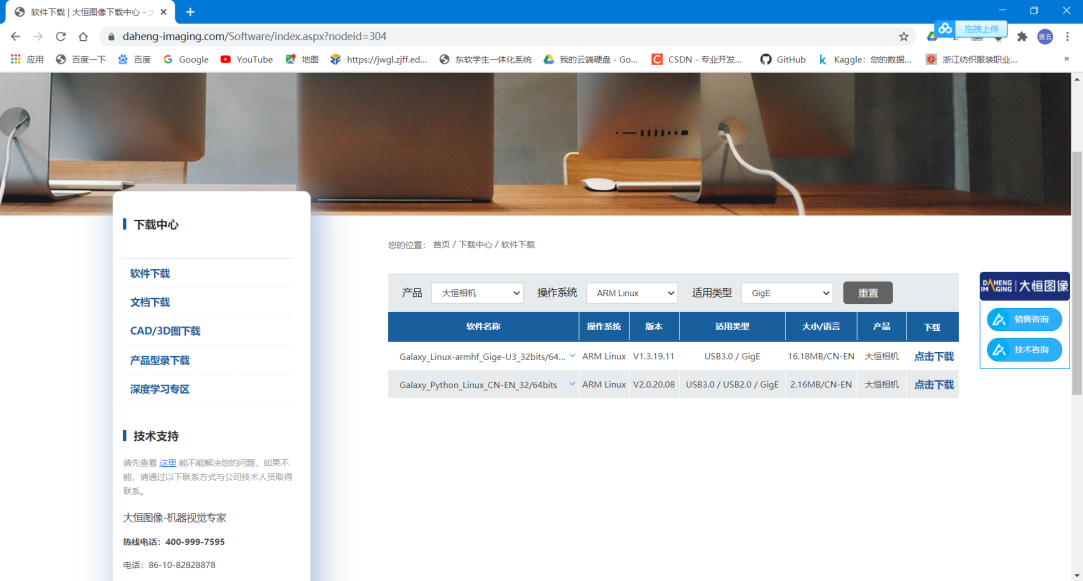 软件下载 | 大恒图像下载中心 - 大
daheng-imaging.com/Software/index.aspx?nodeid=304
拖拽上传
应用 百度一下 百度 Google YouTube 地图 https://jwgl.zjff.ed... 东软学生一体化系统 我的云端硬盘 - Go... CSDN - 专业开发... GitHub Kaggle: 您的数据... 浙江纺织服装职业... »
下载中心
软件下载
文档下载
CAD/3D图下载
产品型录下载
深度学习专区
技术支持
请先查看 这里 能不能解决您的问题，如果不
能，请通过以下联系方式与公司技术人员取得
联系。
大恒图像-机器视觉专家
热线电话：400-999-7595
电话：86-10-82828878
您的位置： 首页 / 下载中心 / 软件下载
产品 大恒相机 操作系统 ARM Linux 适用类型 GigE 重置
软件名称 操作系统 版本 适用类型 大小/语言 产品 下载
Galaxy_Linux-armhf_Gige-U3_32bits/64... ARM Linux V1.3.19.11 USB3.0 / GigE 16.18MB/CN-EN 大恒相机 点击下载
Galaxy_Python_Linux_CN-EN_32/64bits ARM Linux V2.0.20.08 USB3.0 / USB2.0 / GigE 2.16MB/CN-EN 大恒相机 点击下载
DAHENG IMAGING 大恒图像
销售咨询
技术咨询